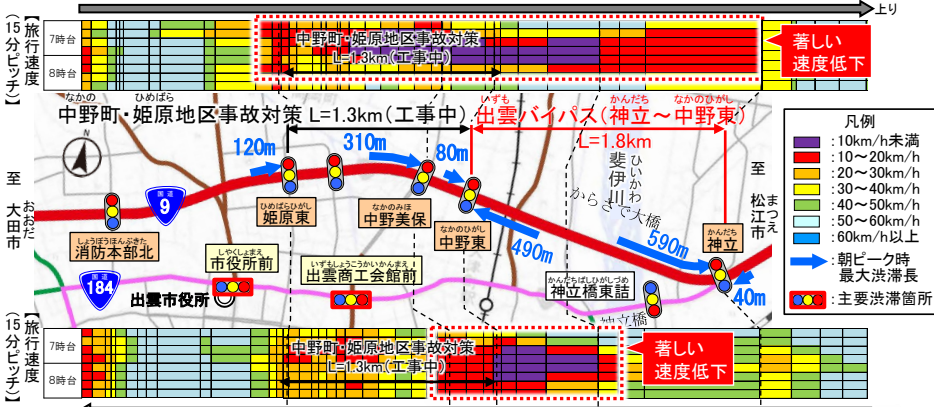 上り
【旅行速度
(15分ピッチ)】
7時台
8時台
中野町・姫原地区事故対策
L=1.3km(工事中)
著しい
速度低下
なかの ひめばら
中野町・姫原地区事故対策 L=1.3km(工事中)
いずも かんだち なかのひがし
出雲バイパス(神立~中野東)
L=1.8km
N
120m
310m
80m
490m
590m
40m
至 大田市
おおだ
至 松江市
まつえ
国道
9
国道
184
しょうぼうほんぶきた
消防本部北
ひめばらひがし
姫原東
なかのみほ
中野美保
なかのひがし
中野東
かんだち
神立
しやくしょまえ
市役所前
いずもしょうこうかいかんまえ
出雲商工会館前
かんだちばしひがしづめ
神立橋東詰
出雲市役所
斐伊川
ひいかわ
からさで大橋
神立橋
凡例
:10km/h未満
:10~20km/h
:20~30km/h
:30~40km/h
:40~50km/h
:50~60km/h
:60km/h以上
:朝ピーク時
最大渋滞長
:主要渋滞箇所
【旅行速度
(15分ピッチ)】
7時台
8時台
中野町・姫原地区事故対策
L=1.3km(工事中)
著しい
速度低下